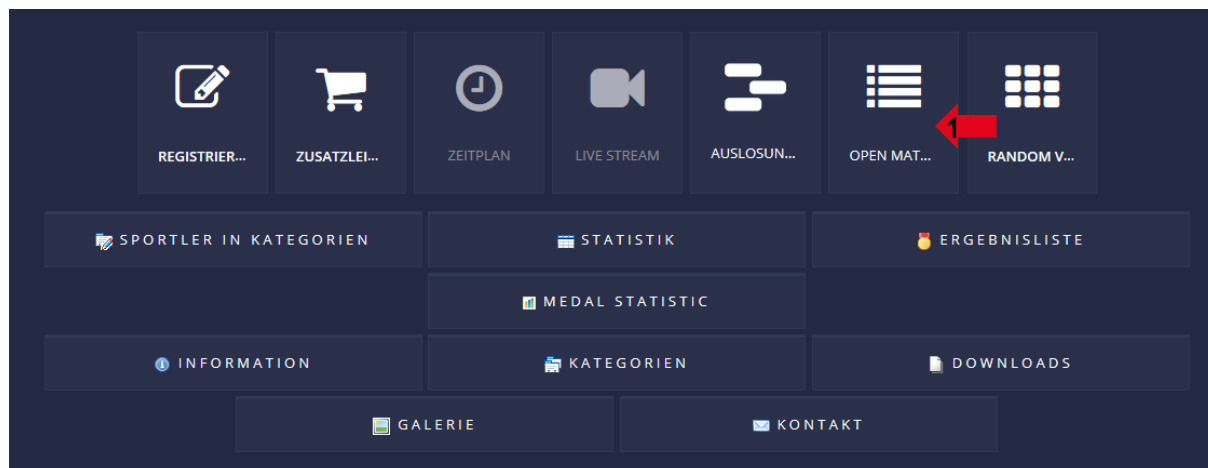 REGISTRIER...
ZUSATZLEI...
ZEITPLAN
LIVE STREAM
AUSLOSUN...
OPEN MAT...
RANDOM V...
1
SPORTLER IN KATEGORIEN
STATISTIK
ERGEBNISLISTE
MEDAL STATISTIC
INFORMATION
KATEGORIEN
DOWNLOADS
GALERIE
KONTAKT